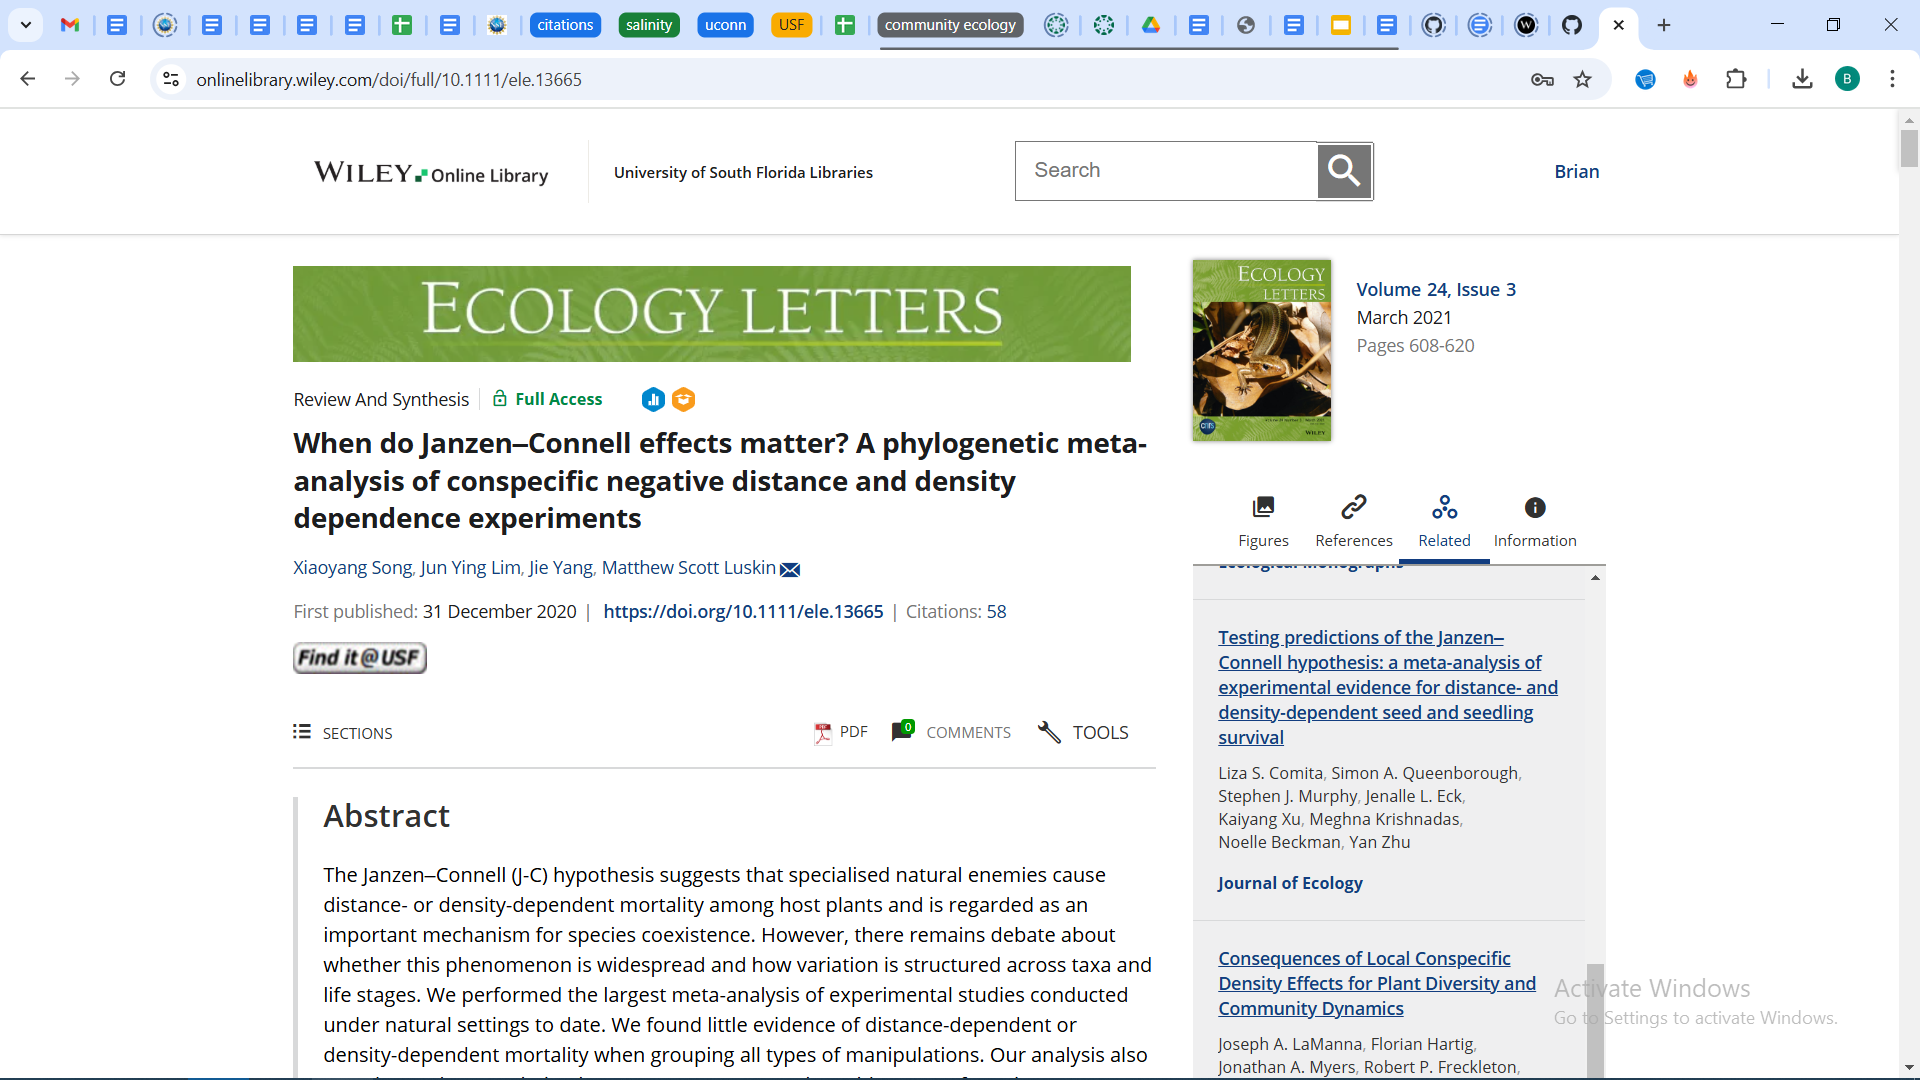 citations
salinity
uconn
USF
community ecology
onlinelibrary.wiley.com/doi/full/10.1111/ele.13665
B
WILEY Online Library
University of South Florida Libraries
Search
Brian
ECOLOGY LETTERS
ECOLOGY
LETTERS
WILEY
Volume 24, Issue 3
March 2021
Pages 608-620
Review And Synthesis
Full Access
When do Janzen–Connell effects matter? A phylogenetic meta-
analysis of conspecific negative distance and density
dependence experiments
Xiaoyang Song, Jun Ying Lim, Jie Yang, Matthew Scott Luskin
First published: 31 December 2020 | https://doi.org/10.1111/ele.13665 | Citations: 58
Find it@USF
SECTIONS
PDF
0
COMMENTS
TOOLS
Abstract
The Janzen–Connell (J-C) hypothesis suggests that specialised natural enemies cause
distance- or density-dependent mortality among host plants and is regarded as an
important mechanism for species coexistence. However, there remains debate about
whether this phenomenon is widespread and how variation is structured across taxa and
life stages. We performed the largest meta-analysis of experimental studies conducted
under natural settings to date. We found little evidence of distance-dependent or
density-dependent mortality when grouping all types of manipulations. Our analysis also
Figures
References
Related
Information
Ecological Monographs
Testing predictions of the Janzen–
Connell hypothesis: a meta-analysis of
experimental evidence for distance- and
density-dependent seed and seedling
survival
Liza S. Comita, Simon A. Queenborough,
Stephen J. Murphy, Jenalle L. Eck,
Kaiyang Xu, Meghna Krishnadas,
Noelle Beckman, Yan Zhu
Journal of Ecology
Consequences of Local Conspecific
Density Effects for Plant Diversity and
Community Dynamics
Joseph A. LaManna, Florian Hartig,
Jonathan A. Myers, Robert P. Freckleton,
Activate Windows
Go to Settings to activate Windows.